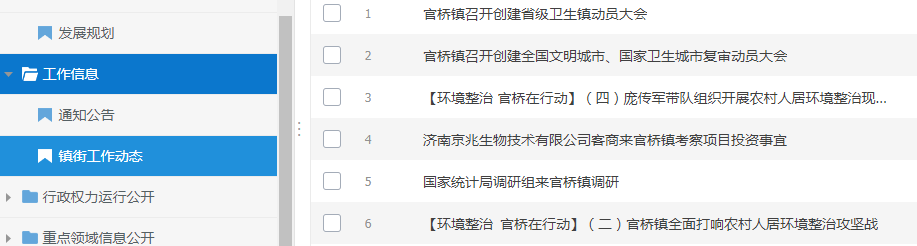 发展规划
工作信息
通知公告
镇街工作动态
行政权力运行公开
重点领域信息公开
1 官桥镇召开创建省级卫生镇动员大会
2 官桥镇召开创建全国文明城市、国家卫生城市复审动员大会
3 【环境整治 官桥在行动】（四）庞传军带队组织开展农村人居环境整治现...
4 济南京兆生物技术有限公司客商来官桥镇考察项目投资事宜
5 国家统计局调研组来官桥镇调研
6 【环境整治 官桥在行动】（二）官桥镇全面打响农村人居环境整治攻坚战